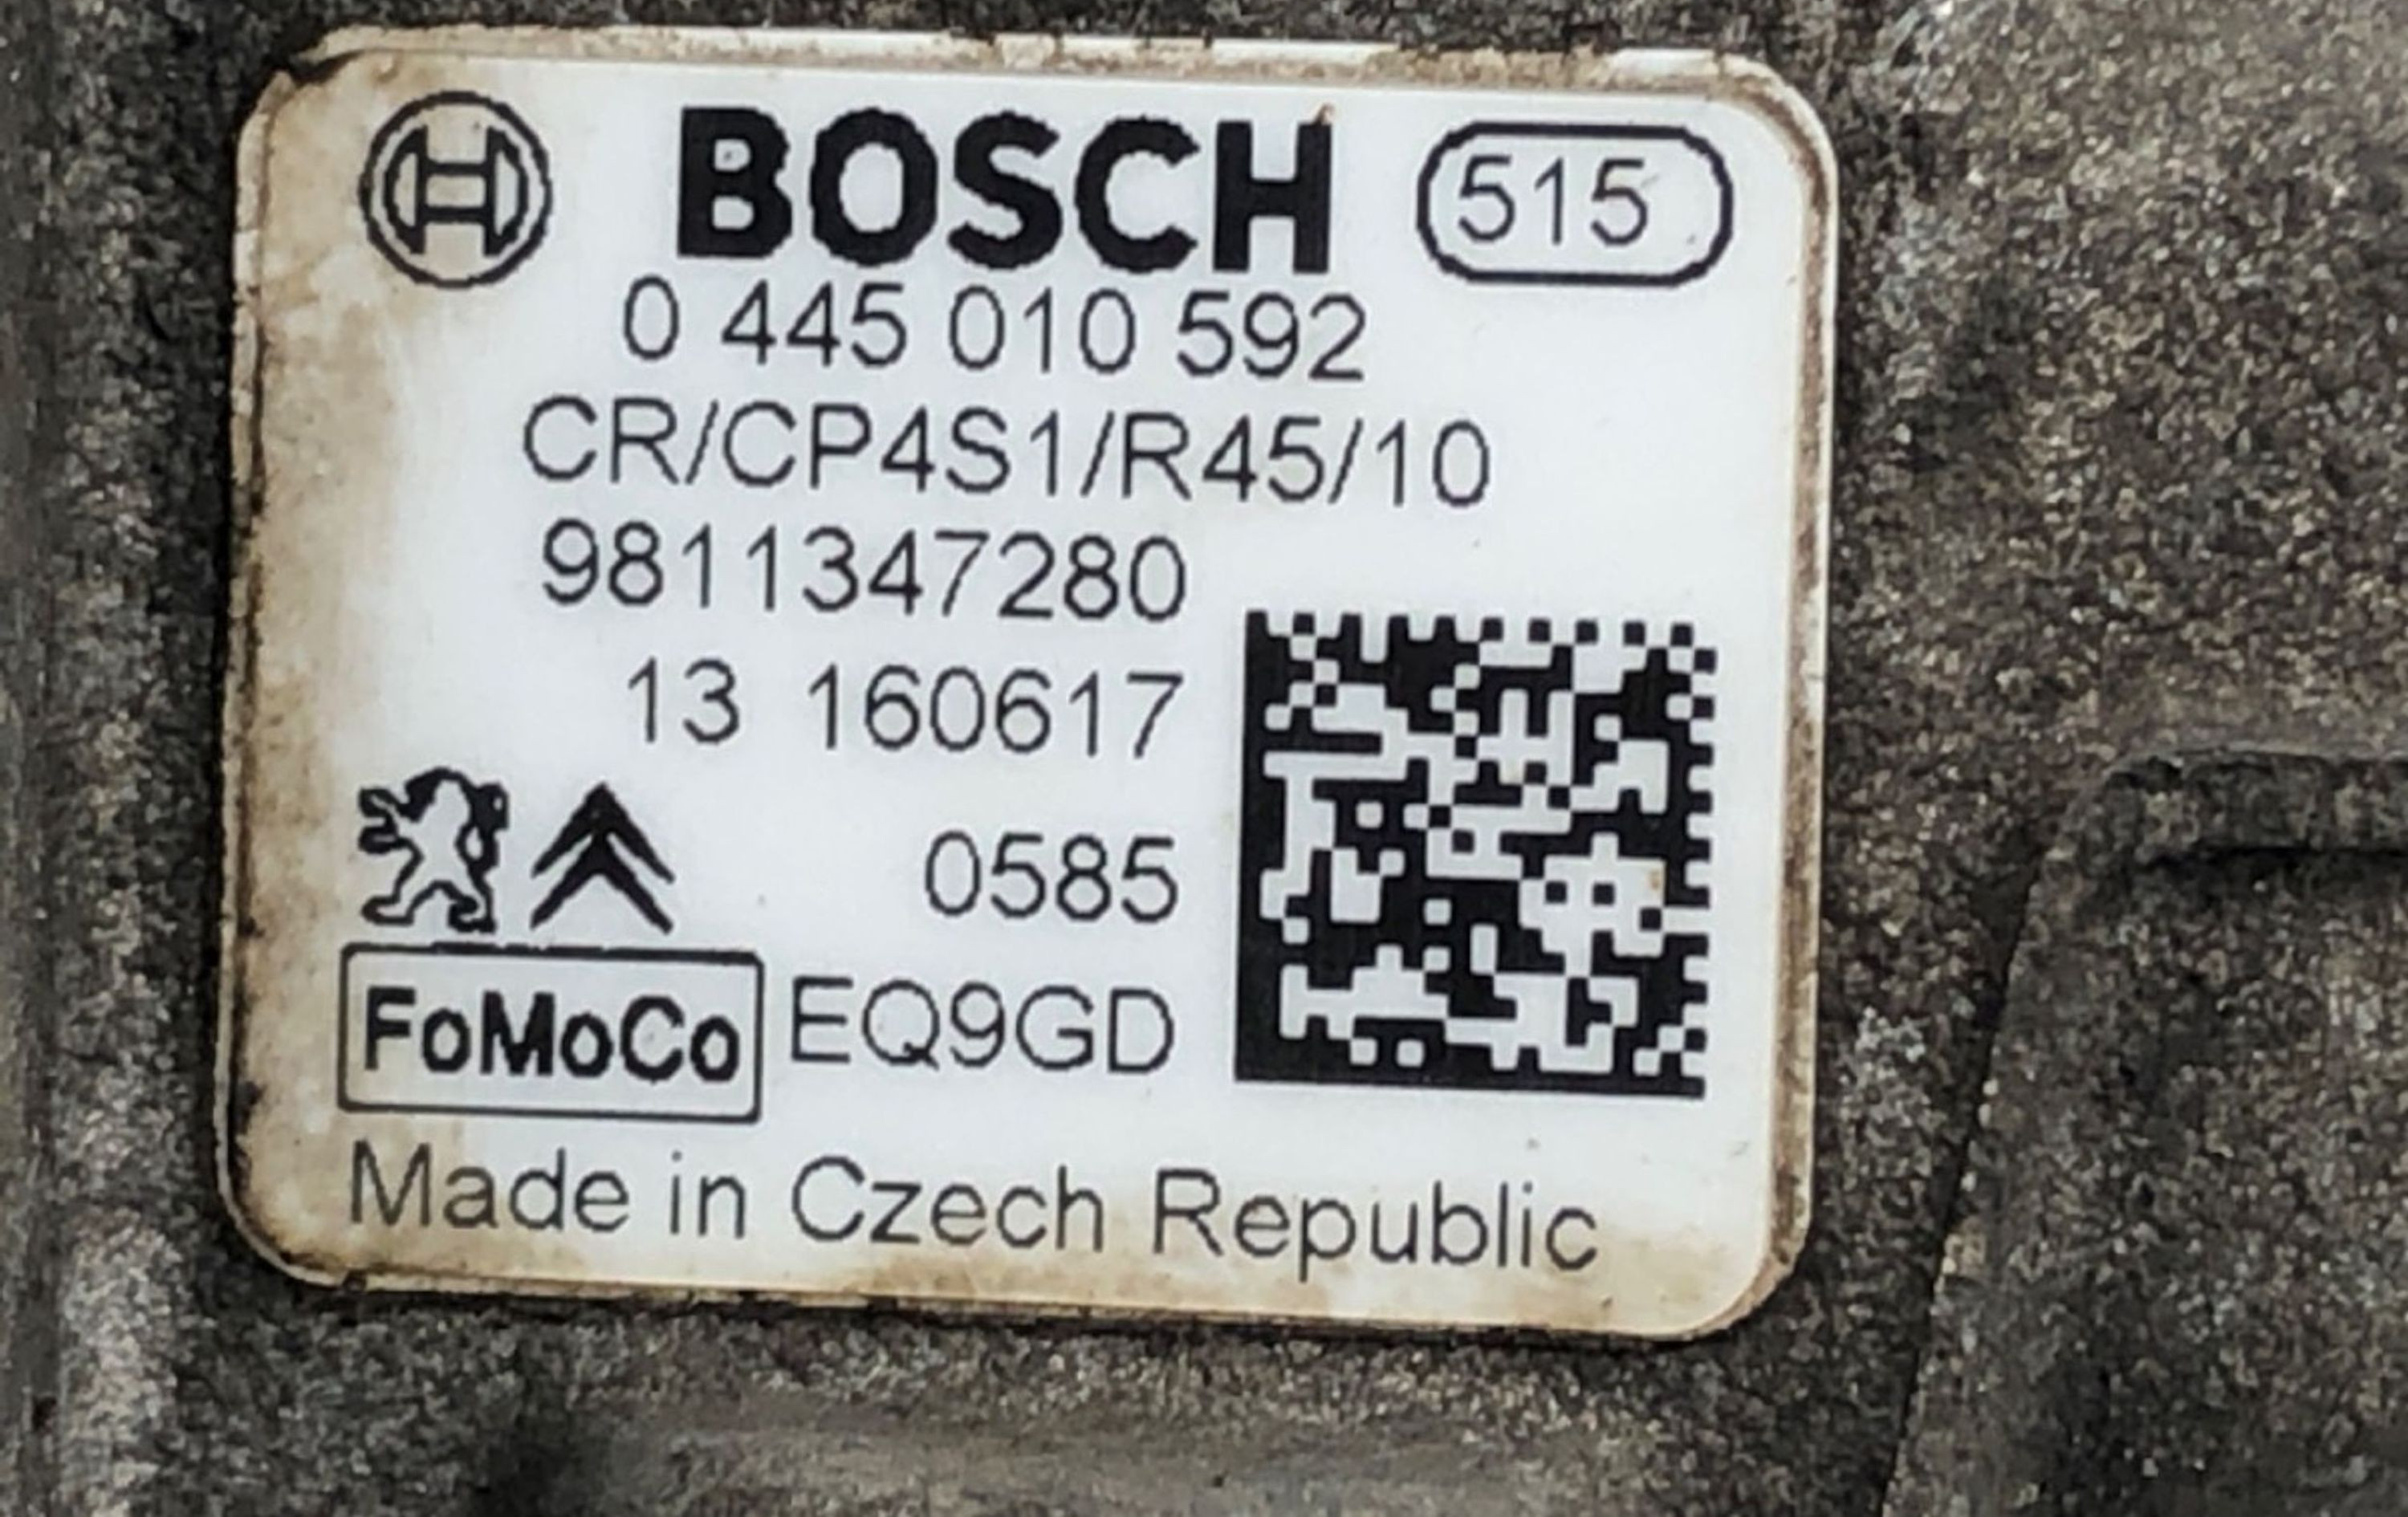 BOSCH 515
0 445 010 592
CR/CP4S1/R45/10
9811347280
13 160617
0585
FoMoCo EQ9GD
Made in Czech Republic